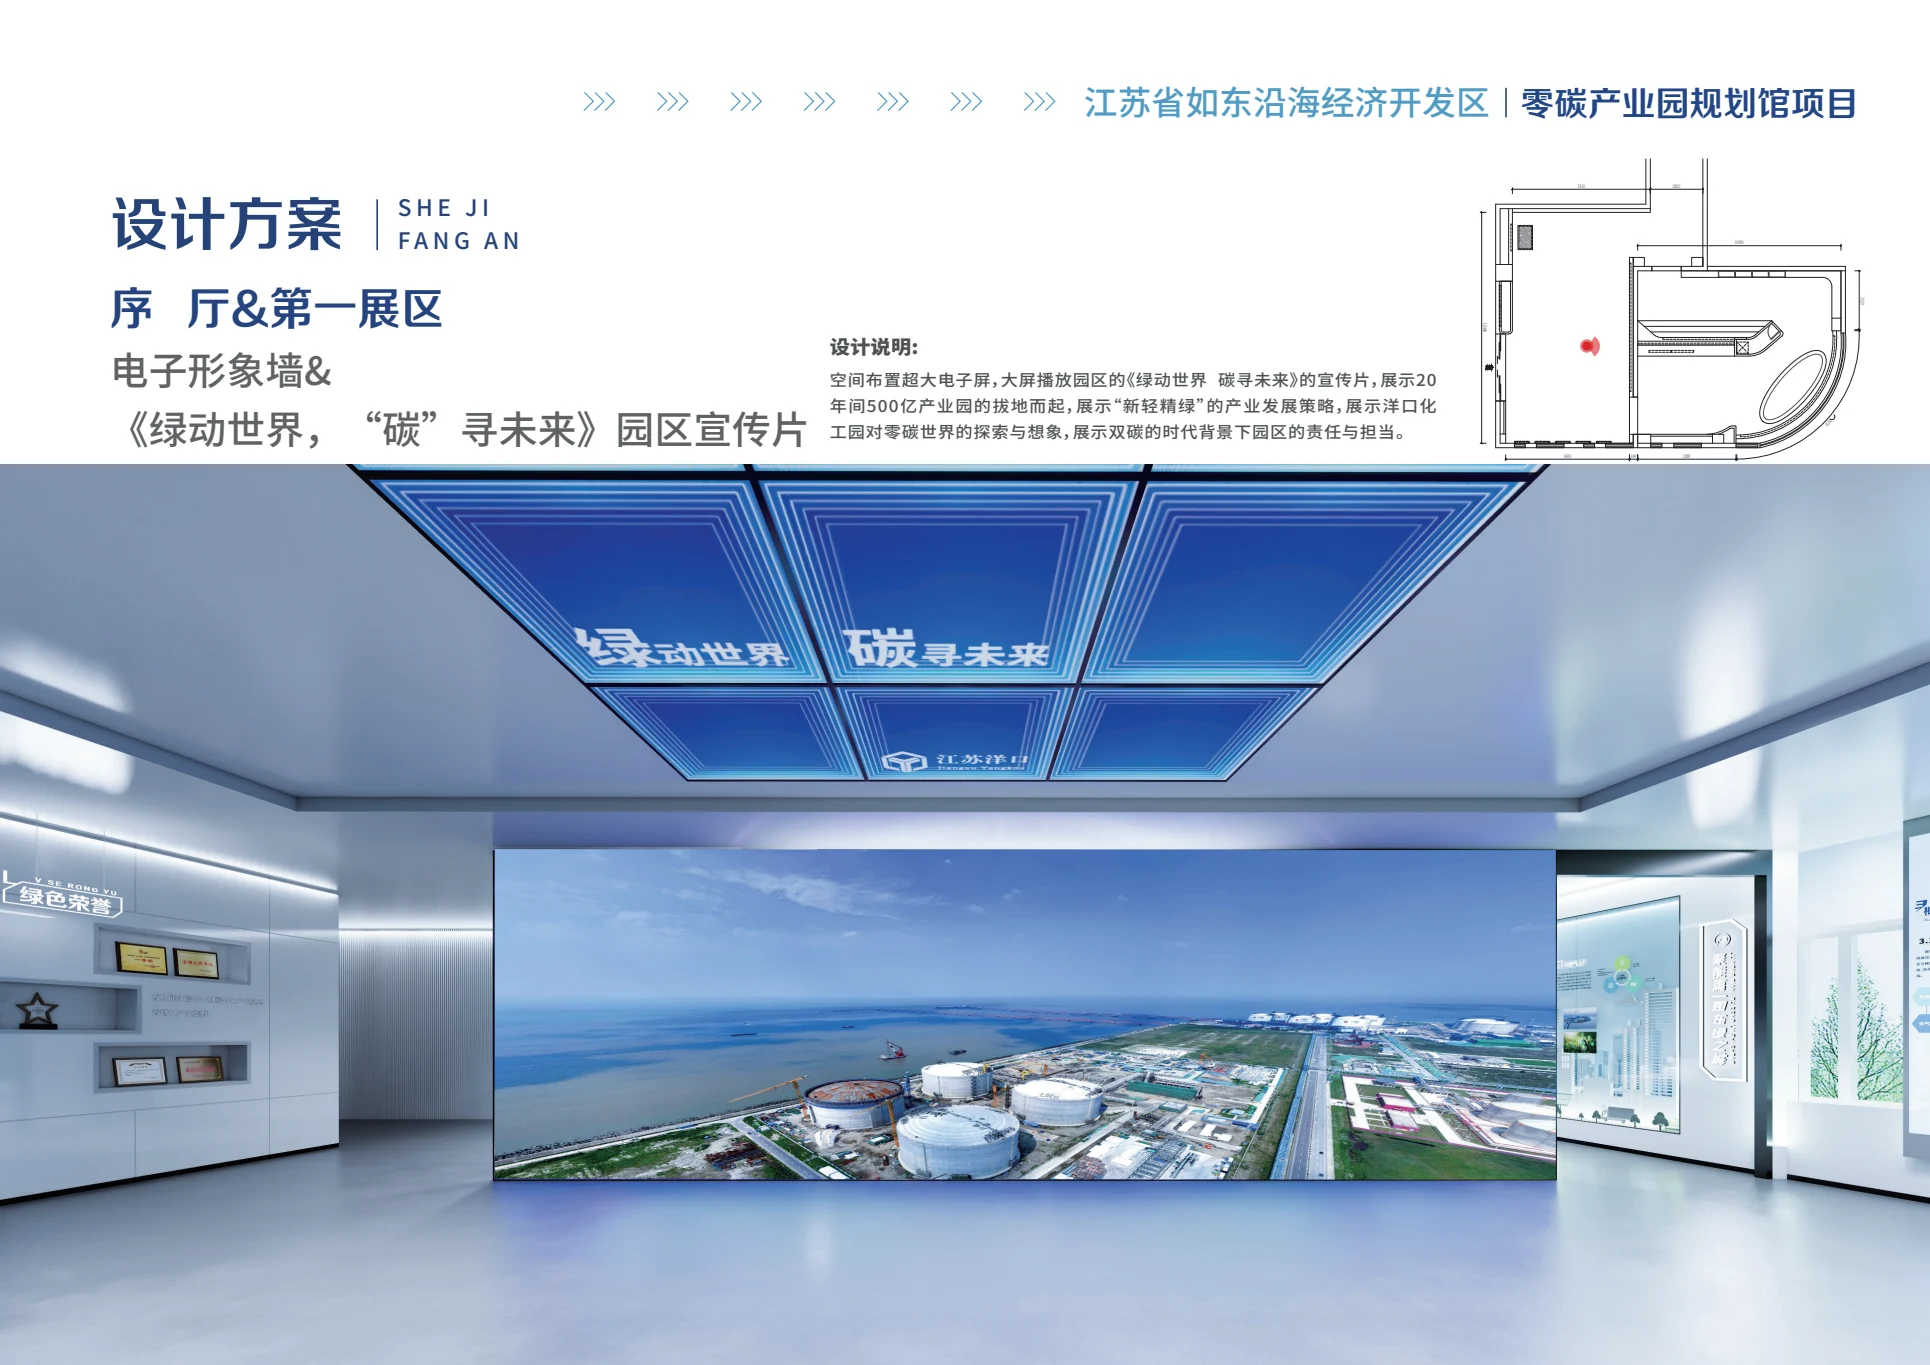 江苏省如东沿海经济开发区|零碳产业园规划馆项目
设计方案
SHE JI
FANG AN
序 厅&第一展区
电子形象墙&
《绿动世界，“碳”寻未来》园区宣传片
设计说明:
空间布置超大电子屏，大屏播放园区的《绿动世界 碳寻未来》的宣传片，展示20
年间500亿产业园的拔地而起，展示“新轻精绿”的产业发展策略，展示洋口化
工园对零碳世界的探索与想象，展示双碳的时代背景下园区的责任与担当。
绿动世界 碳寻未来
江苏洋口
Jiangsu Yangkou
LV SE RONG YU
绿色荣誉